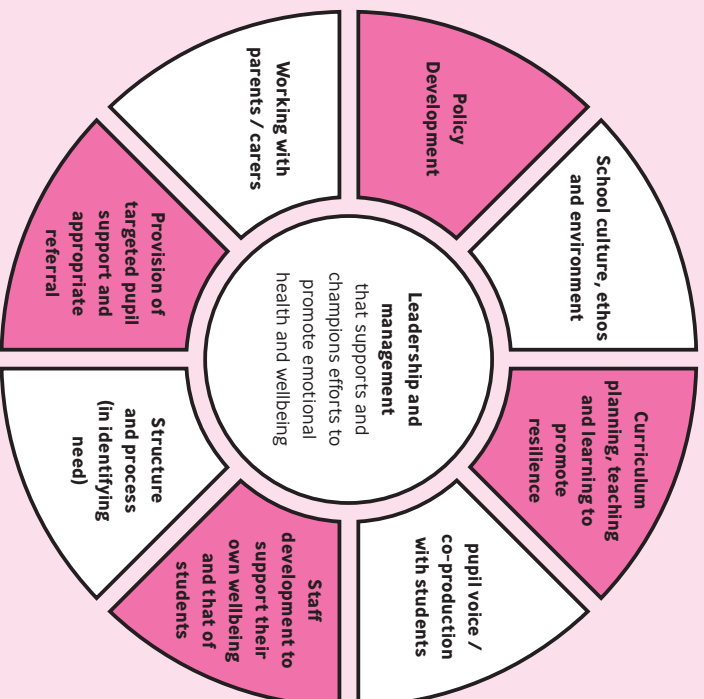 Leadership and
management
that supports and
champions efforts to
promote emotional
health and wellbeing
School culture, ethos
and environment
Curriculum
planning, teaching
and learning to
promote
resilience
pupil voice /
co-production
with students
Staff
development to
support their
own wellbeing
and that of
students
Structure
and process
(in identifying
need)
Provision of
targeted pupil
support and
appropriate
referral
Working with
parents / carers
Policy
Development